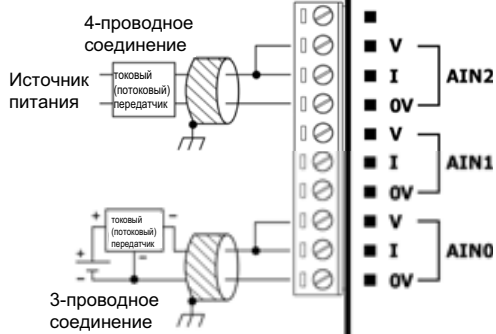 4-проводное
соединение
Источник
питания
токовый
(потоковый)
передатчик
V
I
0V
AIN2
V
I
0V
AIN1
V
I
0V
AIN0
+
-
токовый
(потоковый)
передатчик
-
+
-
3-проводное
соединение